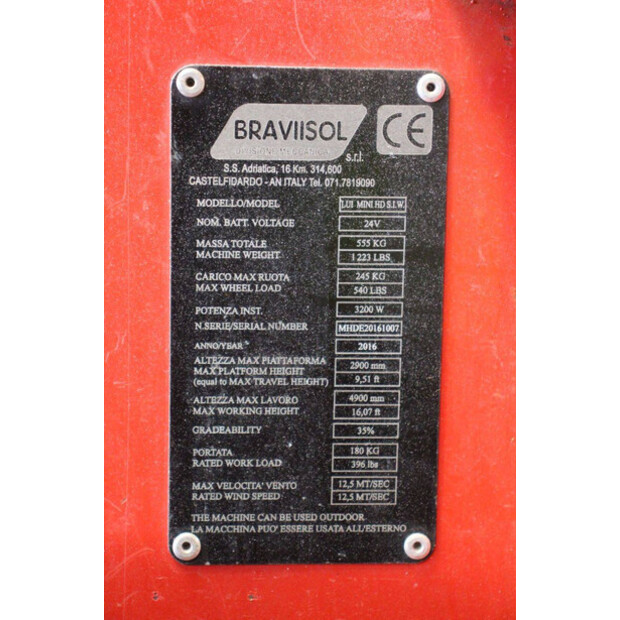 BRAVIISOL
CE
s.r.l.
S.S. Adriatica, 16 Km. 314,600
CASTELFIDARDO - AN ITALY Tel. 071.7819090
MODELLO/MODEL LUI MINI HD S.I.W.
NOM. BATT. VOLTAGE 24V
MASSA TOTALE 555 KG
MACHINE WEIGHT 1 223 LBS
CARICO MAX RUOTA 245 KG
MAX WHEEL LOAD 540 LBS
POTENZA INST. 3200 W
N.SERIE/SERIAL NUMBER MHDE20161007
ANNO/YEAR 2016
ALTEZZA MAX PIATTAFORMA 2900 mm
MAX PLATFORM HEIGHT
(equal to MAX TRAVEL HEIGHT) 9,51 ft
ALTEZZA MAX LAVORO 4900 mm
MAX WORKING HEIGHT 16,07 ft
GRADEABILITY 35%
PORTATA 180 KG
RATED WORK LOAD 396 lbs
MAX VELOCITA' VENTO 12,5 MT/SEC
RATED WIND SPEED 12,5 MT/SEC
THE MACHINE CAN BE USED OUTDOOR
LA MACCHINA PUO' ESSERE USATA ALL'ESTERNO